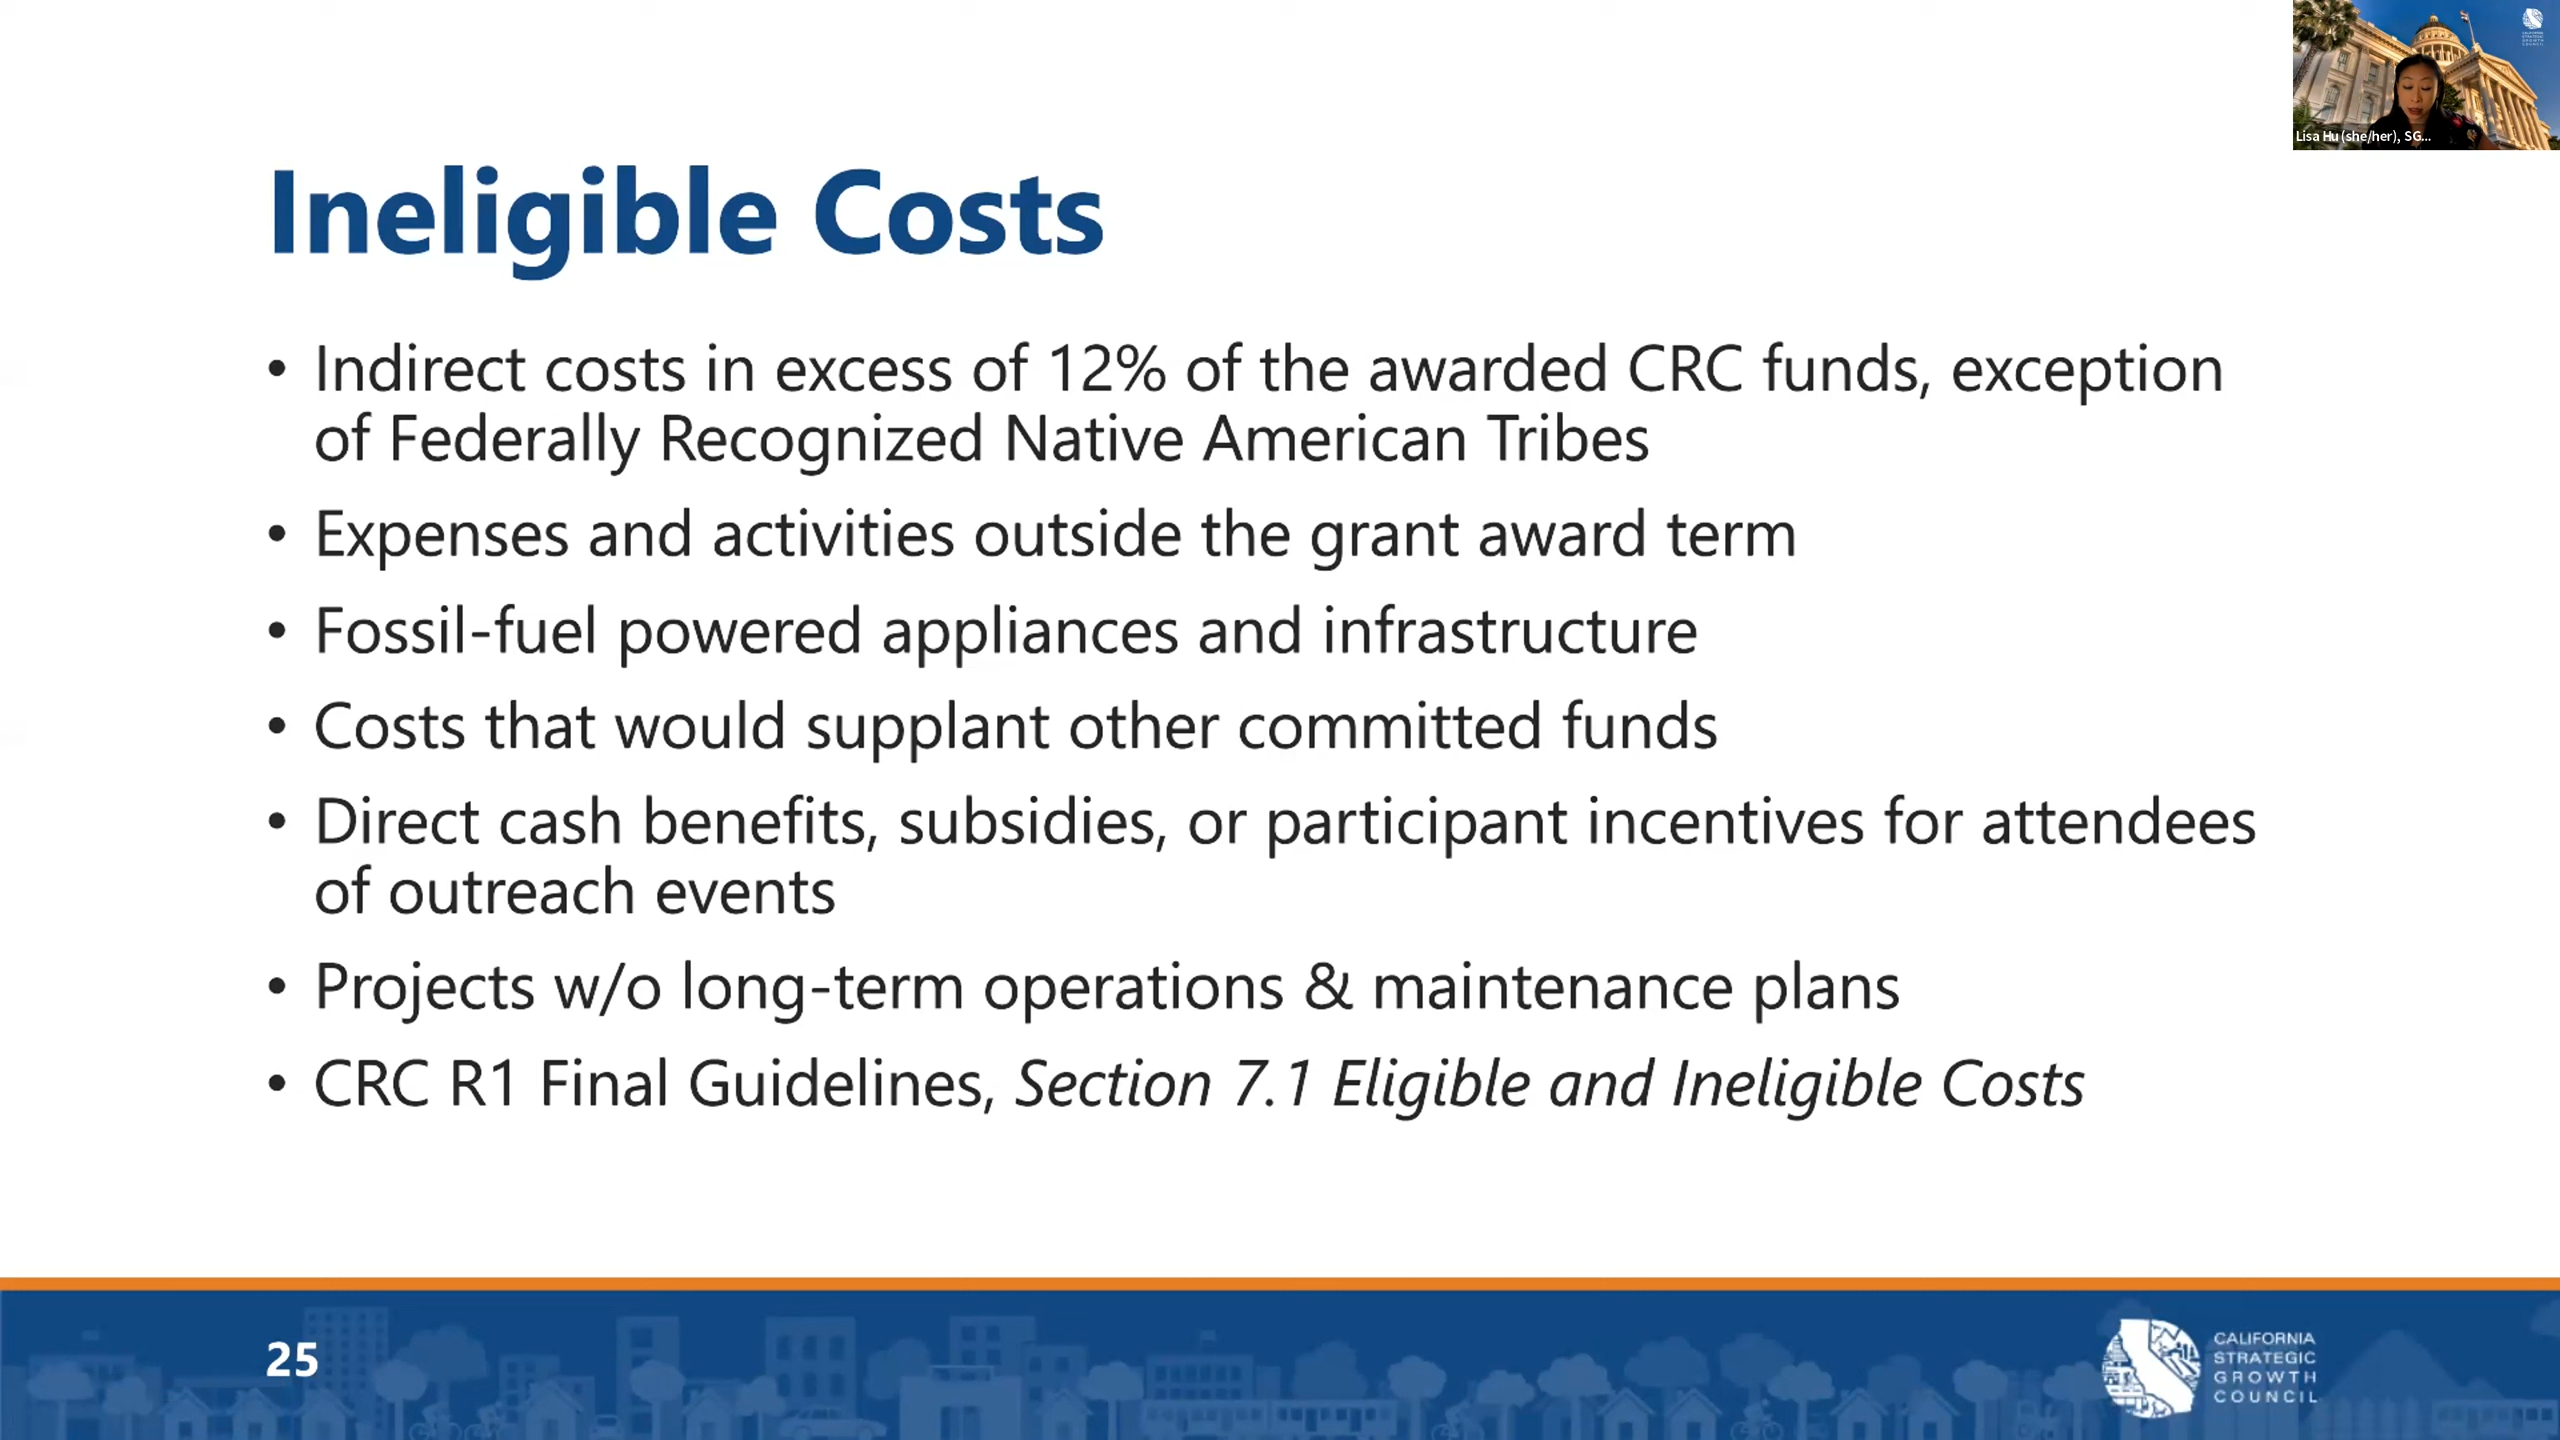 Lisa Hu (she/her), SG...
Ineligible Costs
• Indirect costs in excess of 12% of the awarded CRC funds, exception
of Federally Recognized Native American Tribes
• Expenses and activities outside the grant award term
• Fossil-fuel powered appliances and infrastructure
• Costs that would supplant other committed funds
• Direct cash benefits, subsidies, or participant incentives for attendees
of outreach events
• Projects w/o long-term operations & maintenance plans
• CRC R1 Final Guidelines, Section 7.1 Eligible and Ineligible Costs
25
CALIFORNIA
STRATEGIC
GROWTH
COUNCIL